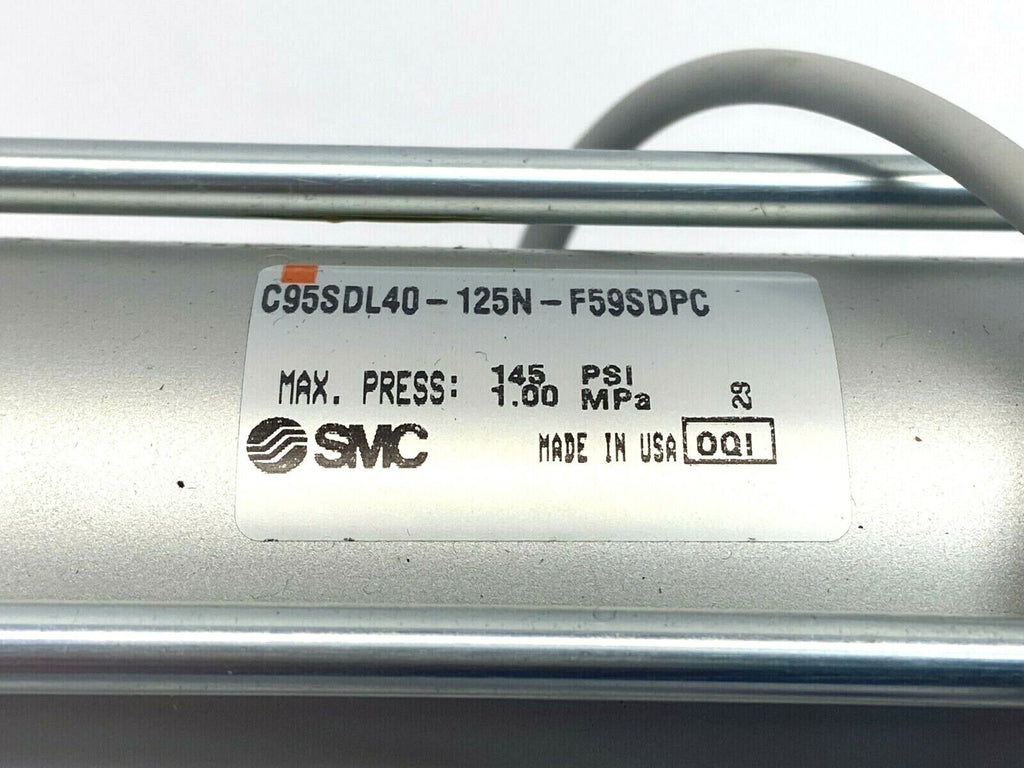 C95SDL40-125N-F59SDPC
MAX. PRESS: 145 PSI
1.00 MPa
29
SMC
MADE IN USA OQI